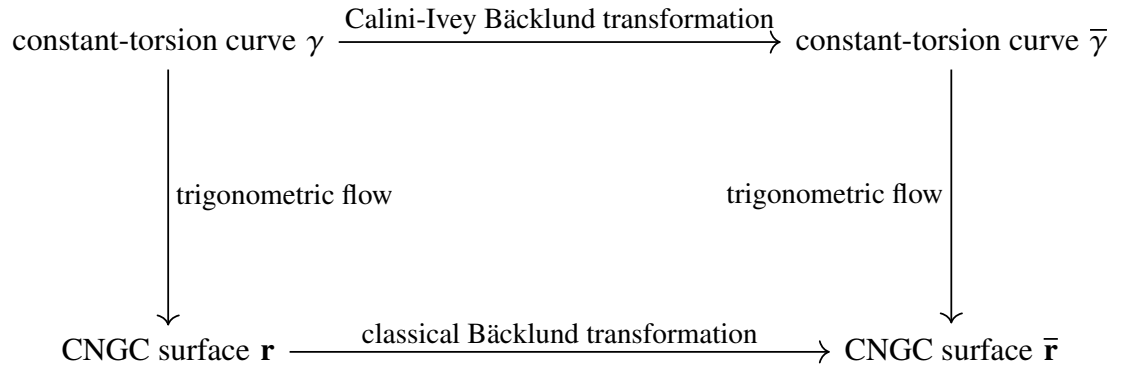 Calini-Ivey Bäcklund transformation
constant-torsion curve γ
constant-torsion curve γ̅
trigonometric flow
trigonometric flow
classical Bäcklund transformation
CNGC surface r
CNGC surface r̅